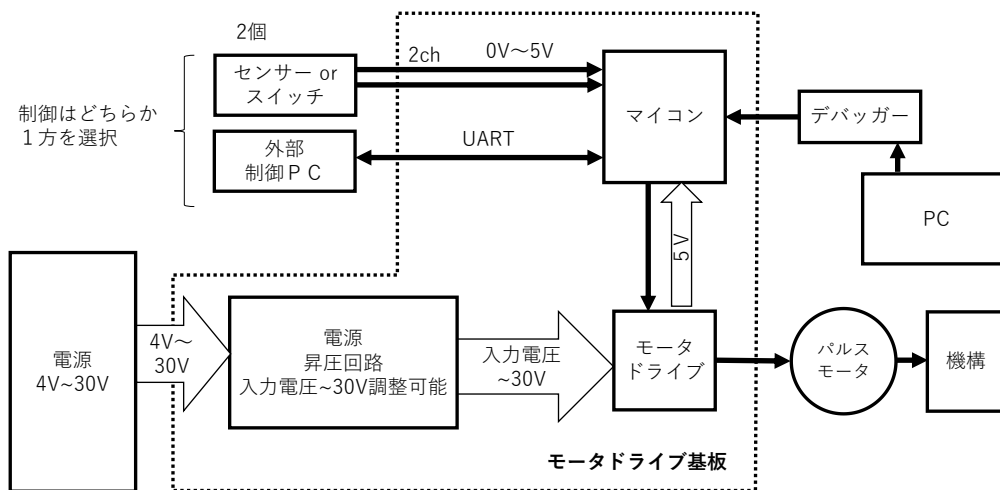 2個
センサー or
スイッチ
2ch
0V～5V
制御はどちらか
１方を選択
外部
制御ＰＣ
UART
マイコン
デバッガー
PC
5 V
電源
4V~30V
4V～
30V
電源
昇圧回路
入力電圧~30V調整可能
入力電圧
~30V
モータ
ドライブ
パルス
モータ
機構
モータドライブ基板